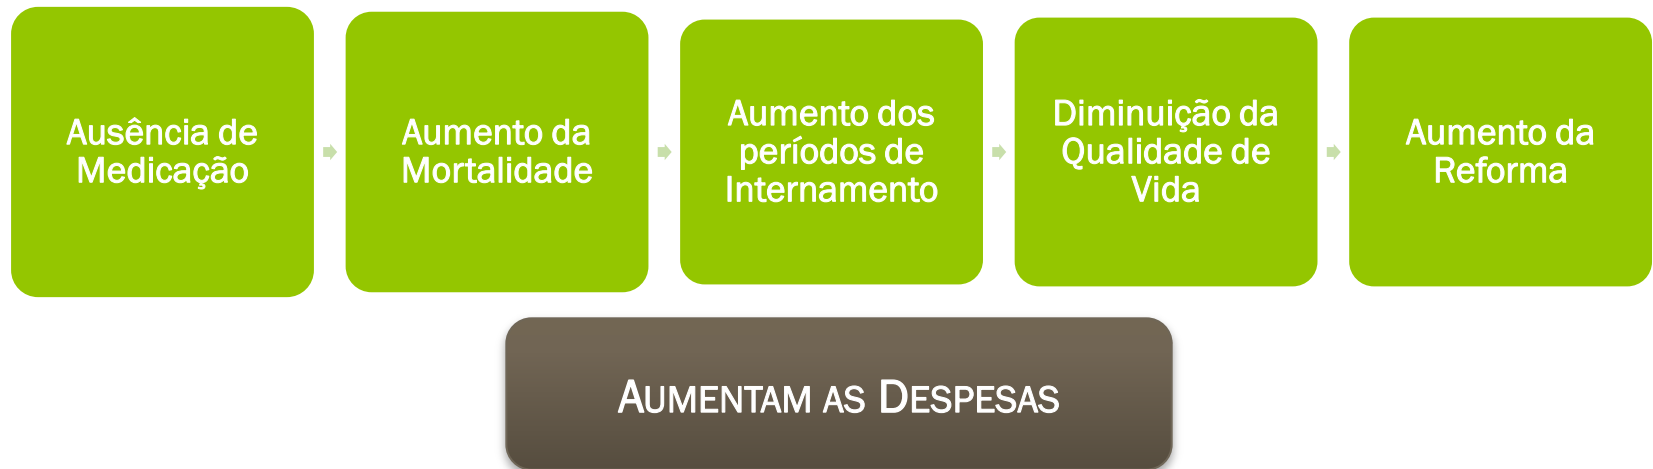 Ausência de
Medicação
Aumento da
Mortalidade
Aumento dos
períodos de
Internamento
Diminuição da
Qualidade de
Vida
Aumento da
Reforma
AUMENTAM AS DESPESAS